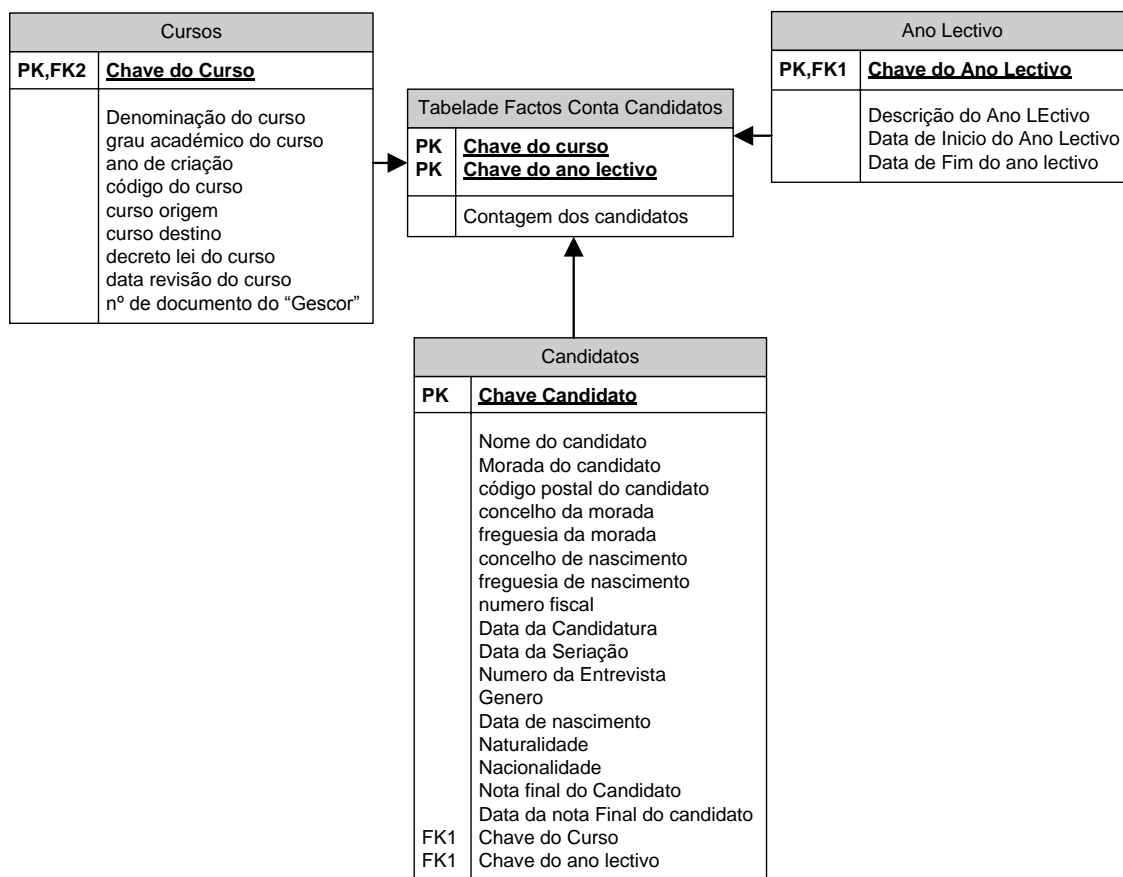 Cursos
PK,FK2 Chave do Curso
Denominação do curso
grau académico do curso
ano de criação
código do curso
curso origem
curso destino
decreto lei do curso
data revisão do curso
nº de documento do “Gescor”
Tabelade Factos Conta Candidatos
PK Chave do curso
PK Chave do ano lectivo
Contagem dos candidatos
Ano Lectivo
PK,FK1 Chave do Ano Lectivo
Descrição do Ano LEctivo
Data de Inicio do Ano Lectivo
Data de Fim do ano lectivo
Candidatos
PK Chave Candidato
Nome do candidato
Morada do candidato
código postal do candidato
concelho da morada
freguesia da morada
concelho de nascimento
freguesia de nascimento
numero fiscal
Data da Candidatura
Data da Seriação
Numero da Entrevista
Genero
Data de nascimento
Naturalidade
Nacionalidade
Nota final do Candidato
Data da nota Final do candidato
FK1 Chave do Curso
FK1 Chave do ano lectivo